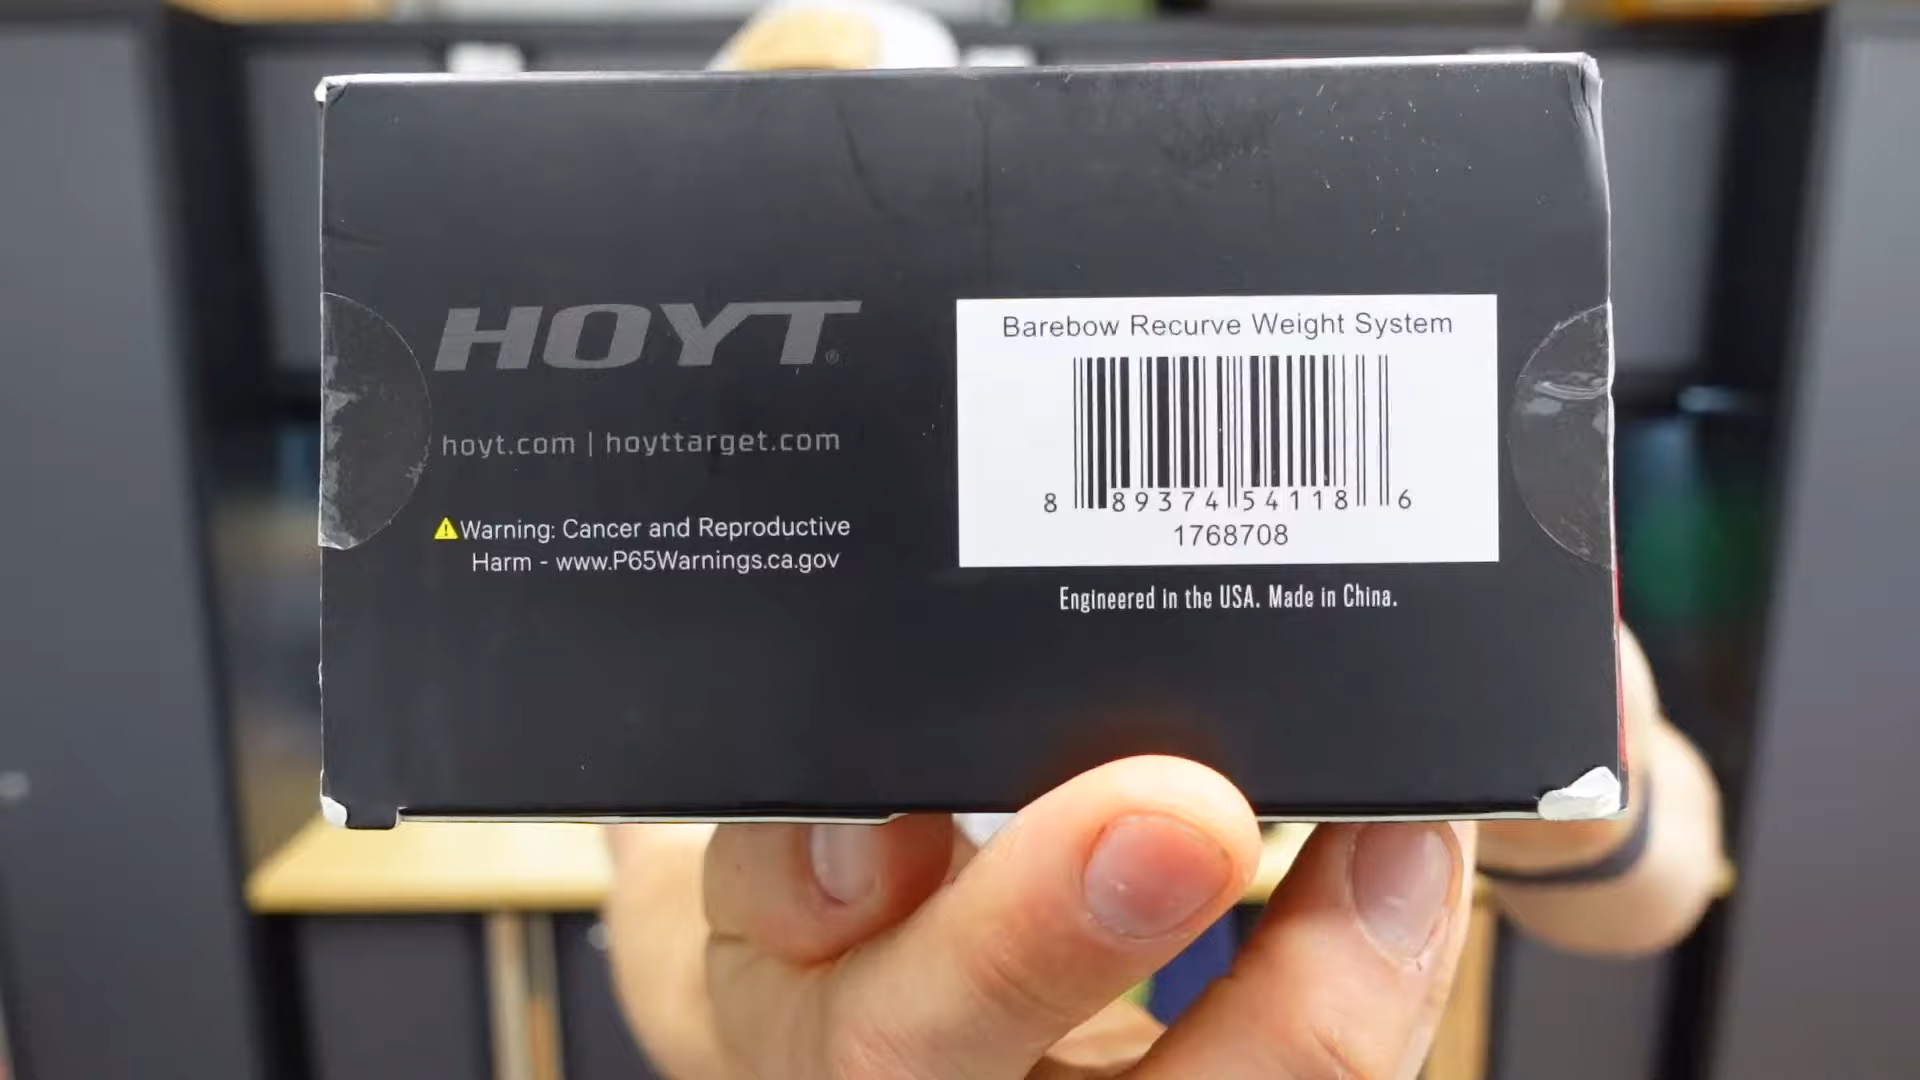 HOYT®
hoyt.com | hoyttarget.com
⚠Warning: Cancer and Reproductive
Harm - www.P65Warnings.ca.gov
Barebow Recurve Weight System
8 89374 54118 6
1768708
Engineered in the USA. Made in China.